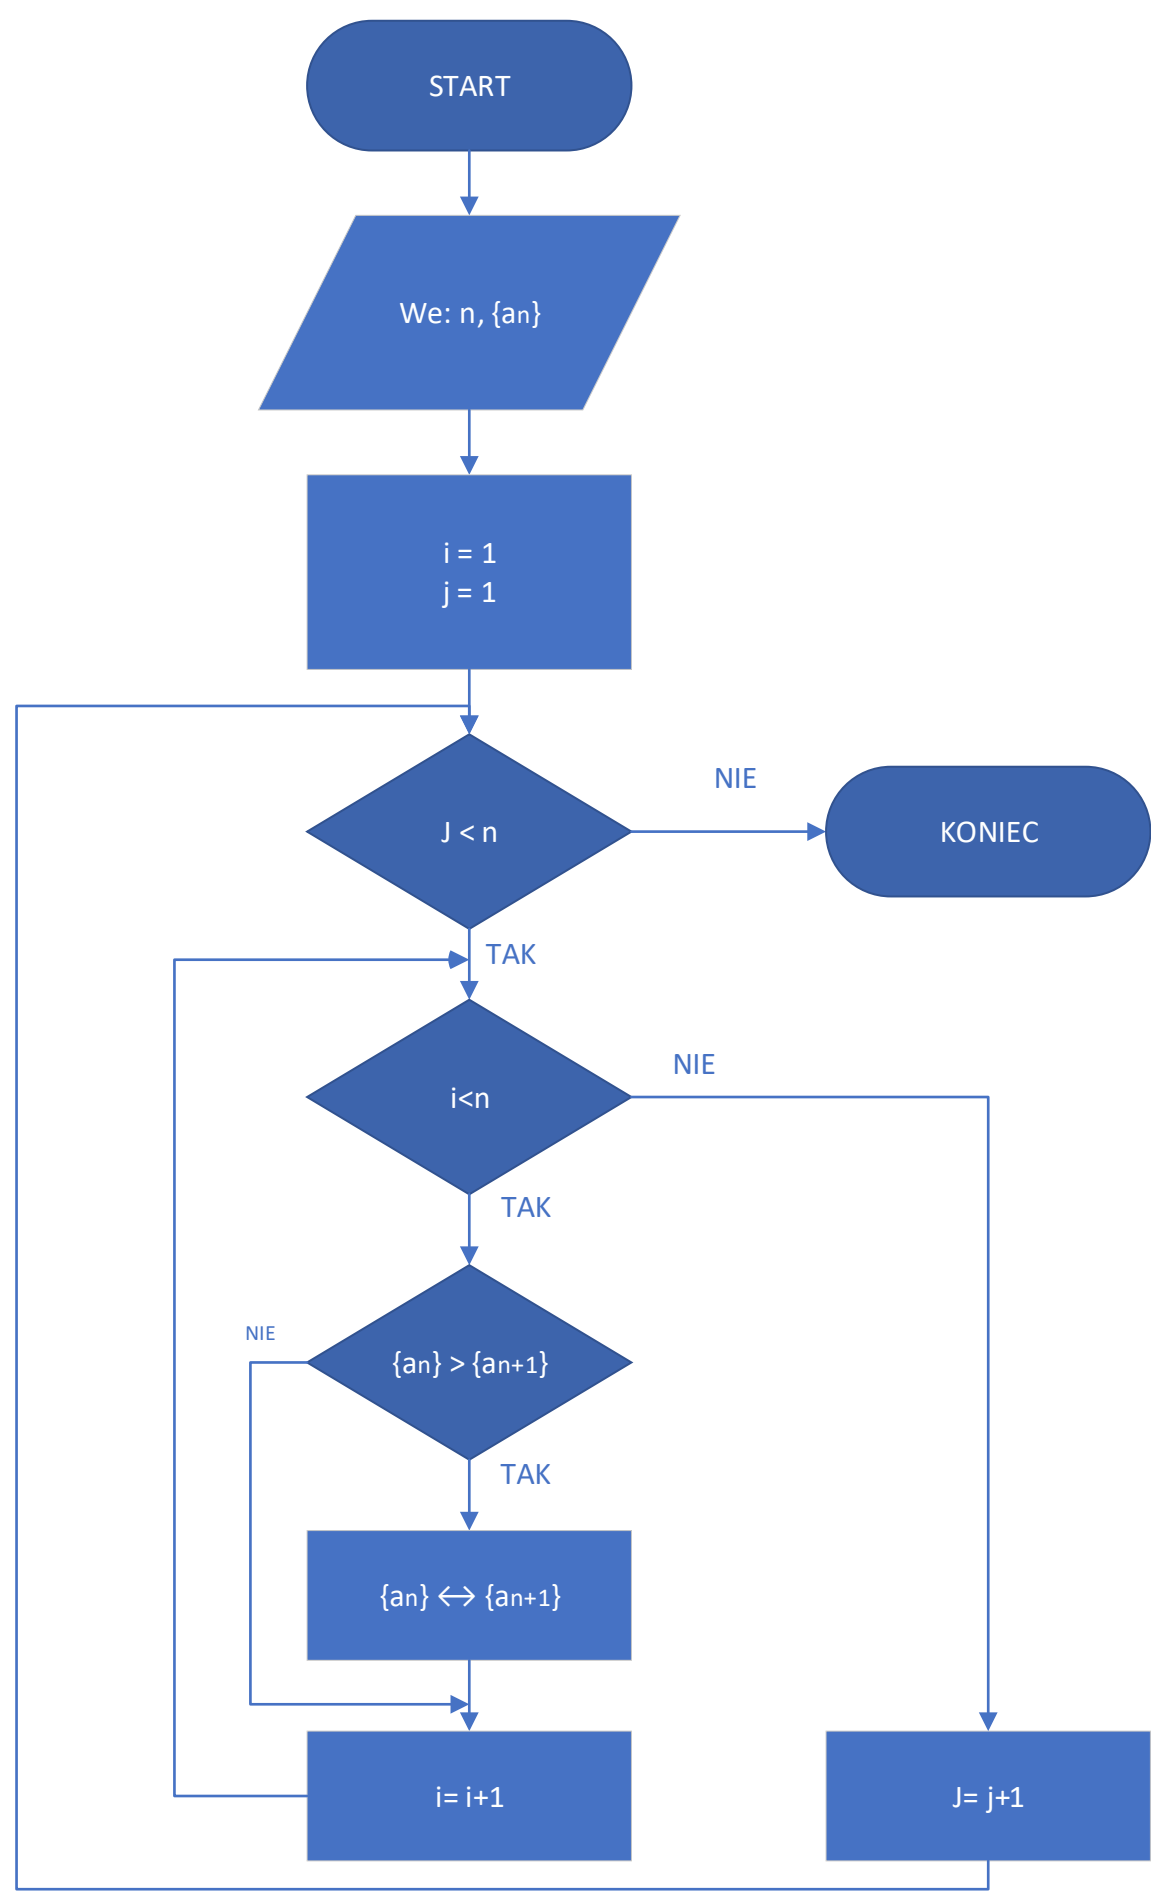 START
We: n, {an}
i = 1
j = 1
J < n
NIE
KONIEC
TAK
i<n
NIE
TAK
{an} > {an+1}
NIE
TAK
{an} ↔ {an+1}
i= i+1
J= j+1